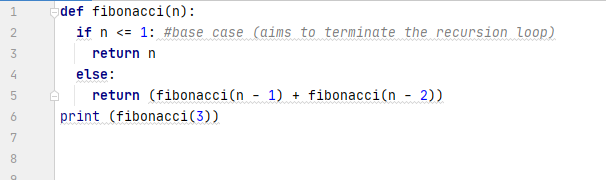 1 def fibonacci(n):
2 if n <= 1: #base case (aims to terminate the recursion loop)
3 return n
4 else:
5 return (fibonacci(n - 1) + fibonacci(n - 2))
6 print (fibonacci(3))
7
8
9